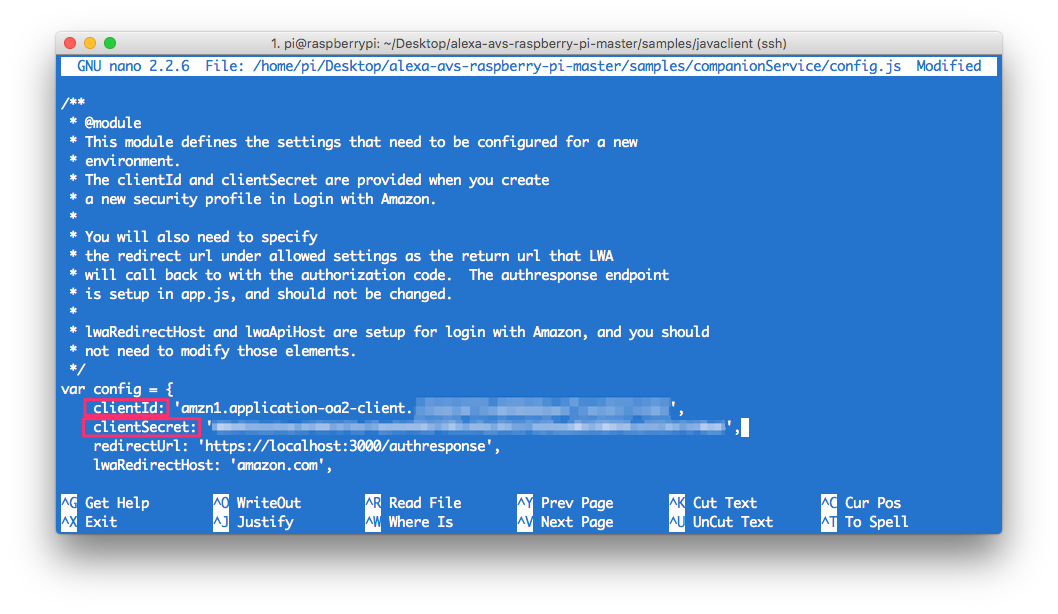 1. pi@raspberrypi: ~/Desktop/alexa-avs-raspberry-pi-master/samples/javaclient (ssh)
GNU nano 2.2.6  File: /home/pi/Desktop/alexa-avs-raspberry-pi-master/samples/companionService/config.js  Modified
/**
 * @module
 * This module defines the settings that need to be configured for a new
 * environment.
 * The clientId and clientSecret are provided when you create
 * a new security profile in Login with Amazon.
 *
 * You will also need to specify
 * the redirect url under allowed settings as the return url that LWA
 * will call back to with the authorization code.  The authresponse endpoint
 * is setup in app.js, and should not be changed.
 *
 * lwaRedirectHost and lwaApiHost are setup for login with Amazon, and you should
 * not need to modify those elements.
 */
var config = {
    clientId: 'amzn1.application-oa2-client. ',
    clientSecret: ' ',
    redirectUrl: 'https://localhost:3000/authresponse',
    lwaRedirectHost: 'amazon.com',
^G Get Help  ^O WriteOut  ^R Read File  ^Y Prev Page  ^K Cut Text  ^C Cur Pos
^X Exit  ^J Justify  ^W Where Is  ^V Next Page  ^U UnCut Text  ^T To Spell